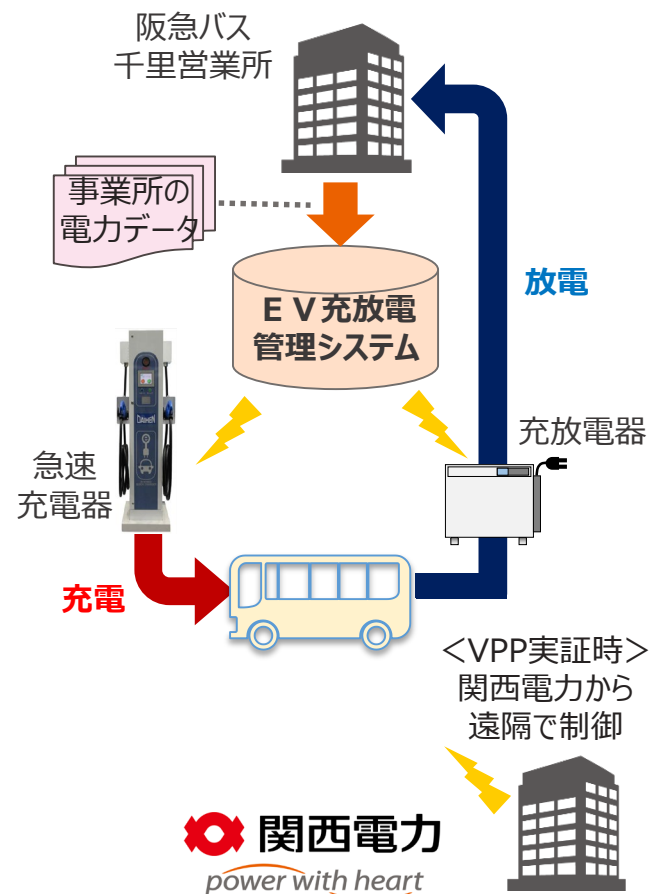 阪急バス
千里営業所
事業所の
電力データ
ＥＶ充放電
管理システム
放電
DAIHEN
急速
充電器
充放電器
充電
＜VPP実証時＞
関西電力から
遠隔で制御
関西電力
power with heart